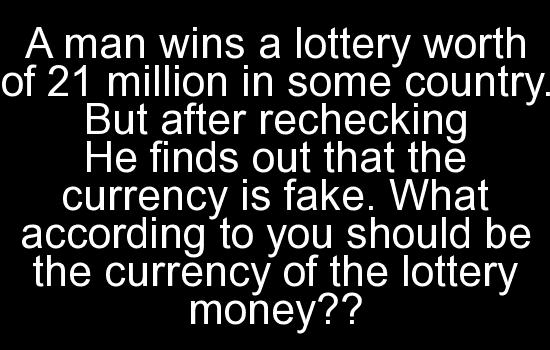 A man wins a lottery worth
of 21 million in some country.
But after rechecking
He finds out that the
currency is fake. What
according to you should be
the currency of the lottery
money??